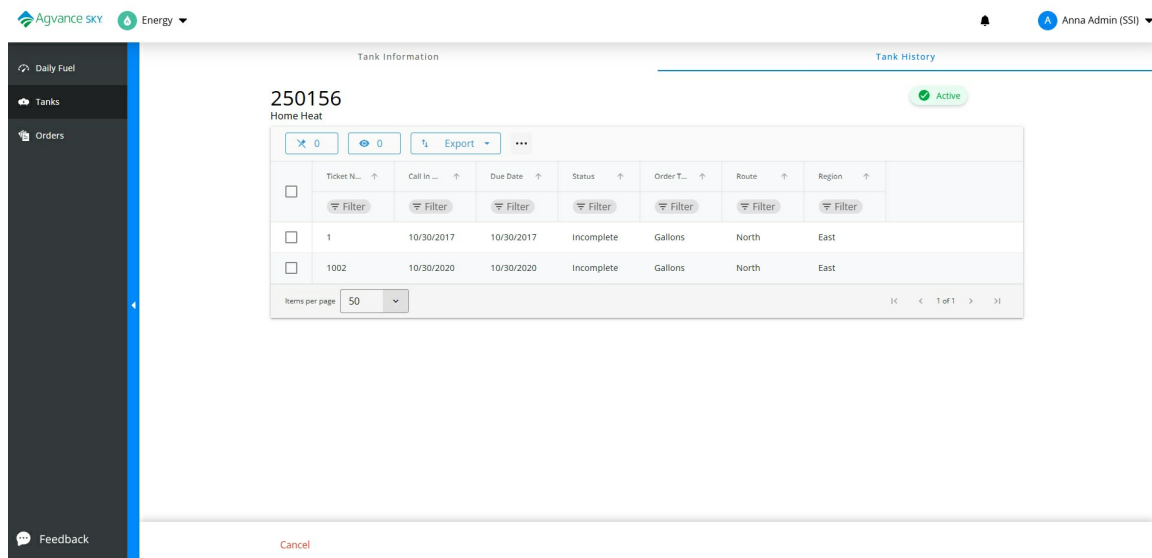 Agvance SKY Energy Anna Admin (SSI)
A
Tank Information Tank History
Daily Fuel
Tanks
Orders
250156
Active
Home Heat
0 0 Export ...
Ticket N... Call In ... Due Date Status Order T... Route Region
Filter Filter Filter Filter Filter Filter Filter
1 10/30/2017 10/30/2017 Incomplete Gallons North East
1002 10/30/2020 10/30/2020 Incomplete Gallons North East
Items per page 50 1 of 1
Feedback
Cancel